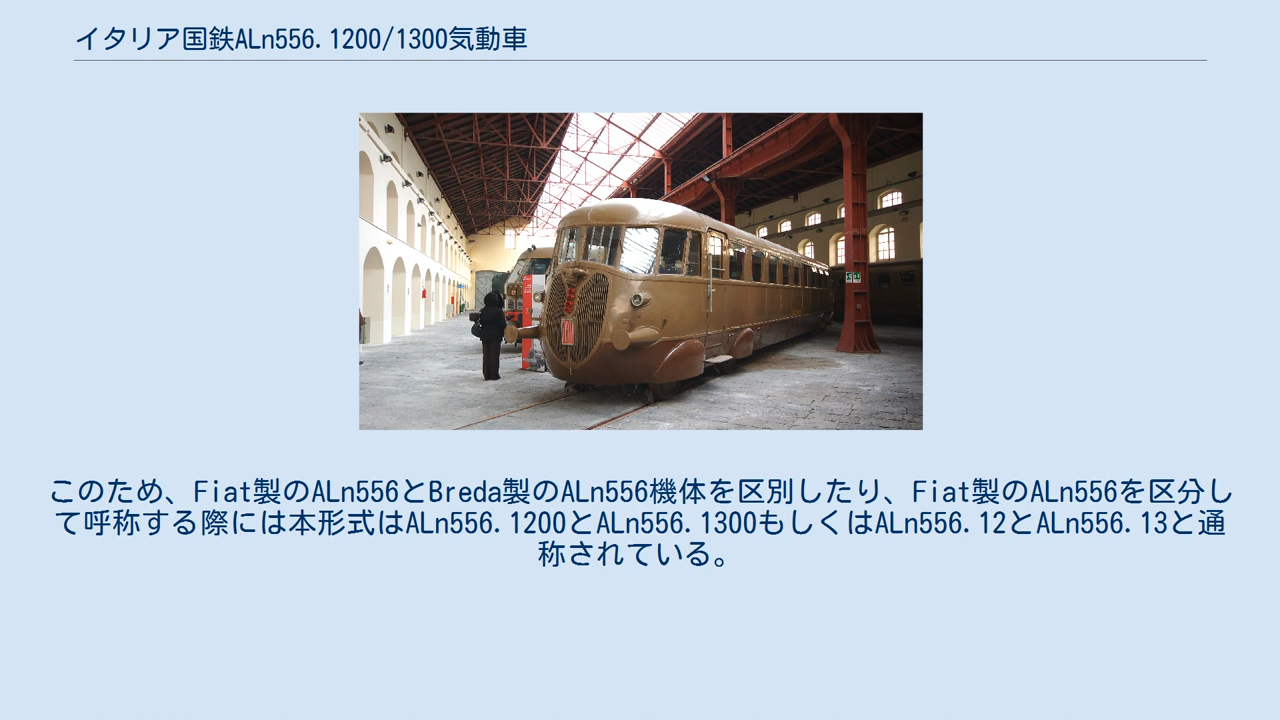 イタリア国鉄ALn556.1200/1300気動車
このため、Fiat製のALn556とBreda製のALn556機体を区別したり、Fiat製のALn556を区分し
て呼称する際には本形式はALn556.1200とALn556.1300もしくはALn556.12とALn556.13と通
称されている。